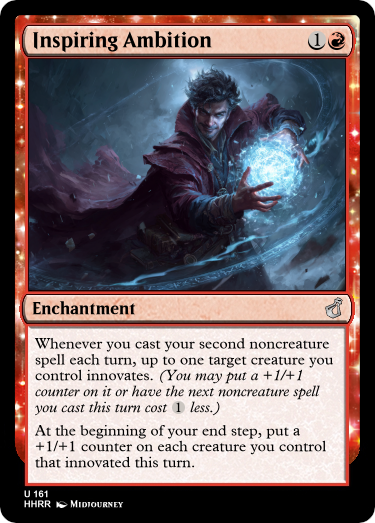 Inspiring Ambition 1
Enchantment
Whenever you cast your second noncreature
spell each turn, up to one target creature you
control innovates. (You may put a +1/+1
counter on it or have the next noncreature spell
you cast this turn cost 1 less.)
At the beginning of your end step, put a
+1/+1 counter on each creature you control
that innovated this turn.
U 161
HHRR Midjourney